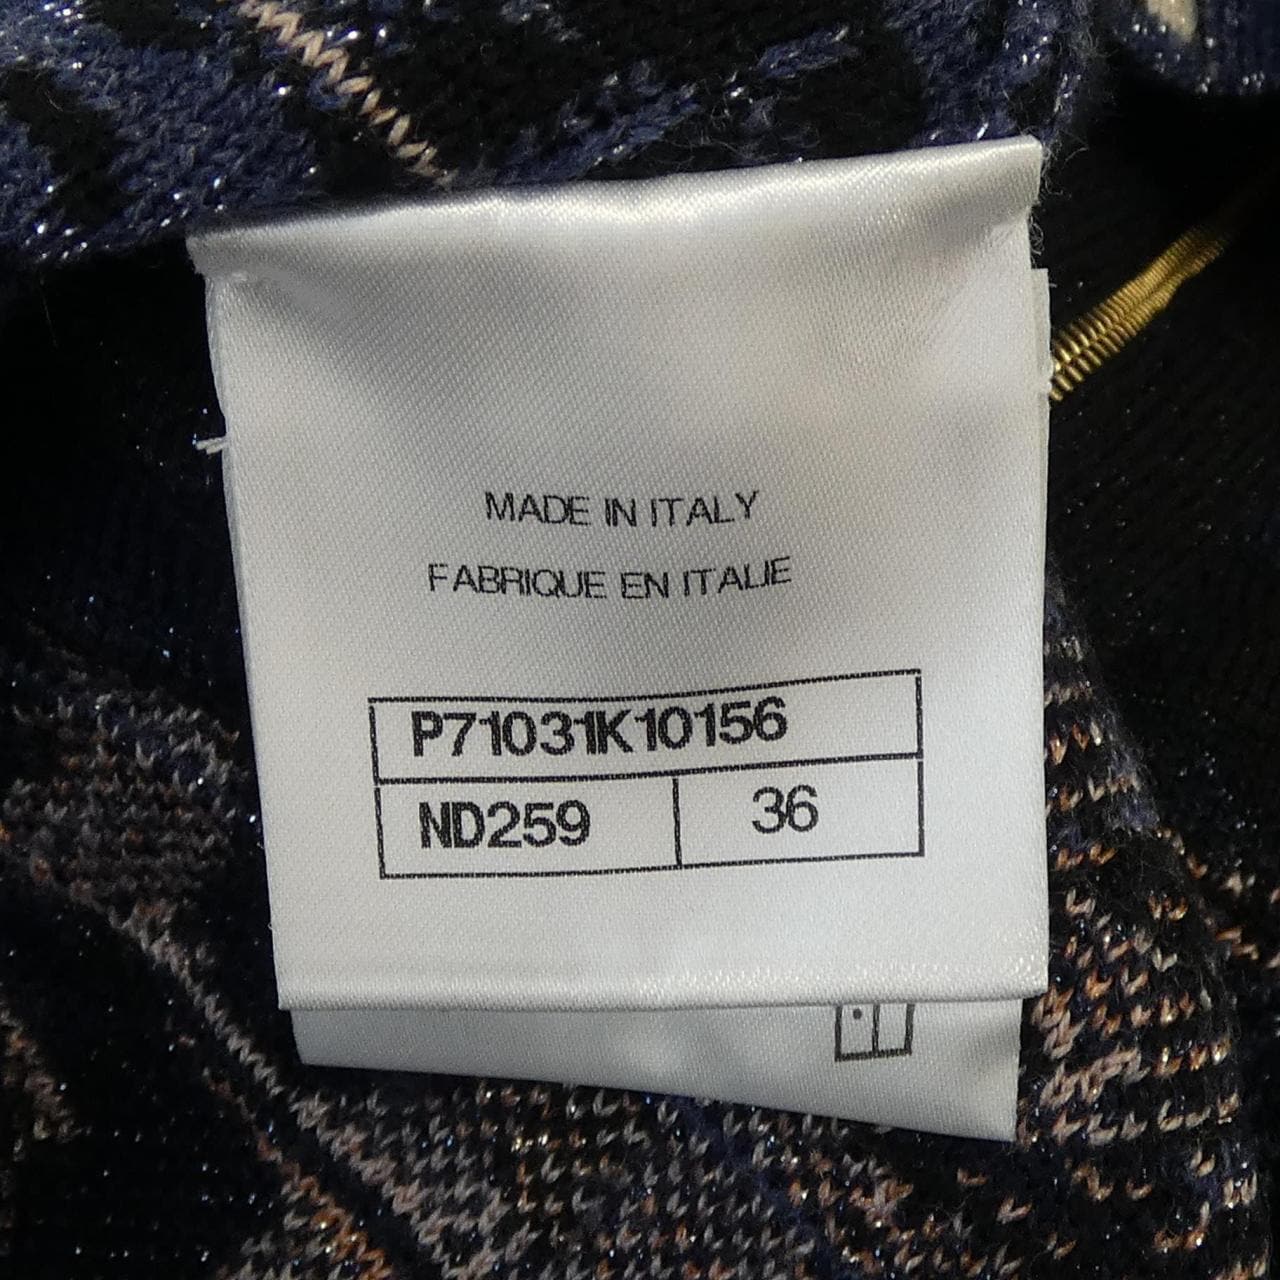 MADE IN ITALY
FABRIQUE EN ITALIE
P71031K10156
ND259 36